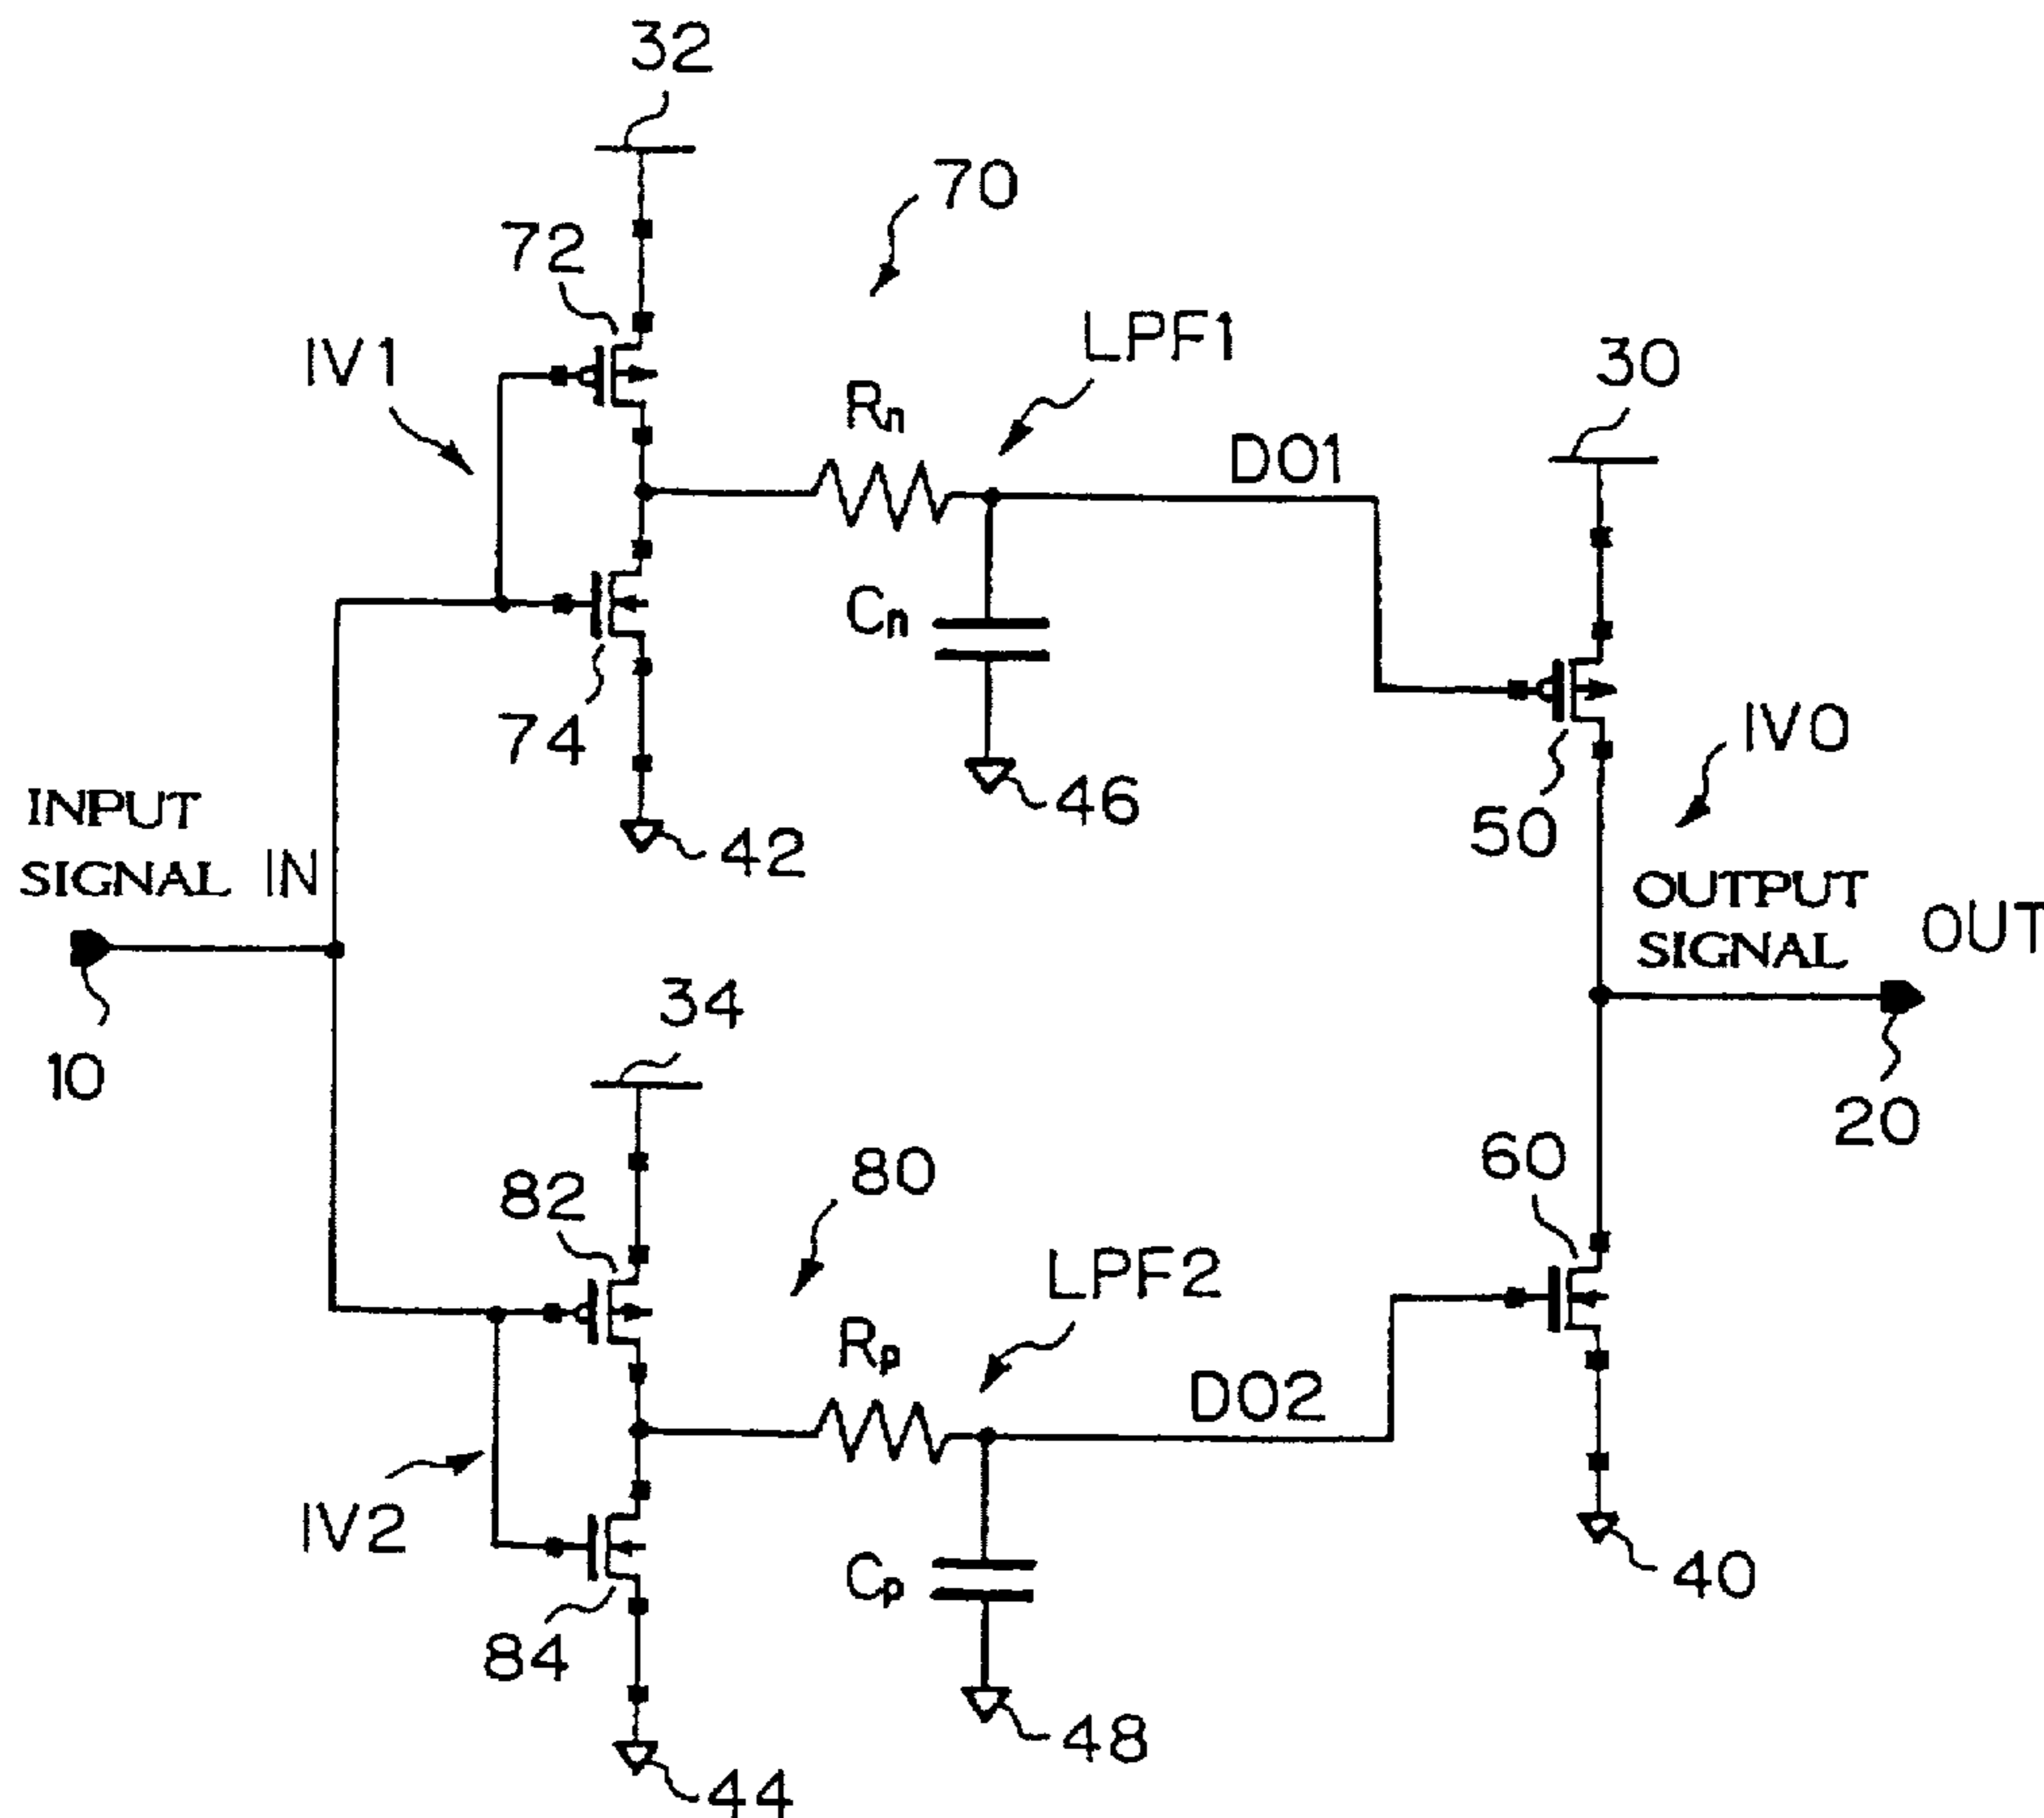 32
70
72
LPF1
IV1
30
Rn
DO1
Cn
74
IV0
46
50
INPUT
SIGNAL IN
42
OUTPUT
SIGNAL OUT
34
10
20
60
80
82
LPF2
Rp
DO2
IV2
Cp
40
84
48
44